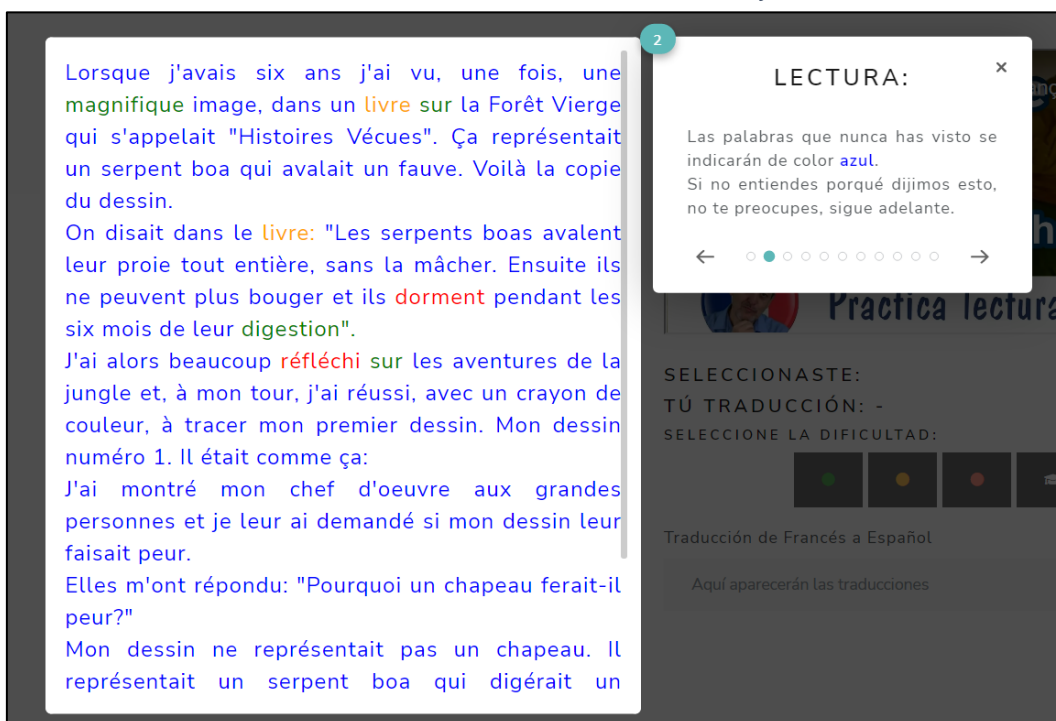 Lorsque j'avais six ans j'ai vu, une fois, une
magnifique image, dans un livre sur la Forêt Vierge
qui s'appelait "Histoires Vécues". Ça représentait
un serpent boa qui avalait un fauve. Voilà la copie
du dessin.
On disait dans le livre: "Les serpents boas avalent
leur proie tout entière, sans la mâcher. Ensuite ils
ne peuvent plus bouger et ils dorment pendant les
six mois de leur digestion".
J'ai alors beaucoup réfléchi sur les aventures de la
jungle et, à mon tour, j'ai réussi, avec un crayon de
couleur, à tracer mon premier dessin. Mon dessin
numéro 1. Il était comme ça:
J'ai montré mon chef d'oeuvre aux grandes
personnes et je leur ai demandé si mon dessin leur
faisait peur.
Elles m'ont répondu: "Pourquoi un chapeau ferait-il
peur?"
Mon dessin ne représentait pas un chapeau. Il
représentait un serpent boa qui digérait un
2
LECTURA:
×
Las palabras que nunca has visto se
indicarán de color azul.
Si no entiendes porqué dijimos esto,
no te preocupes, sigue adelante.
Practica lectura
SELECCIONASTE:
TÚ TRADUCCIÓN: -
SELECCIONE LA DIFICULTAD:
Traducción de Francés a Español
Aquí aparecerán las traducciones